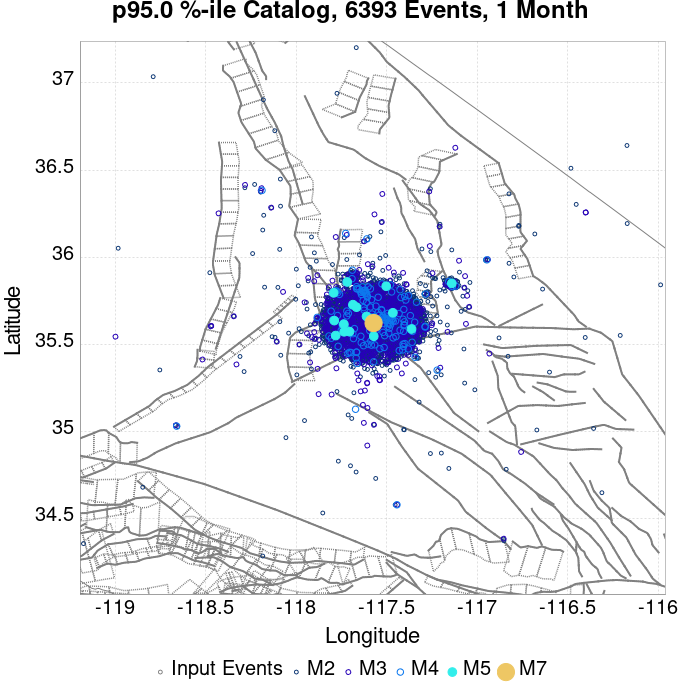 p95.0 %-ile Catalog, 6393 Events, 1 Month
37
36.5
36
35.5
35
34.5
Latitude
-119
-118.5
-118
-117.5
-117
-116.5
-116
Longitude
Input Events
M2
M3
M4
M5
M7